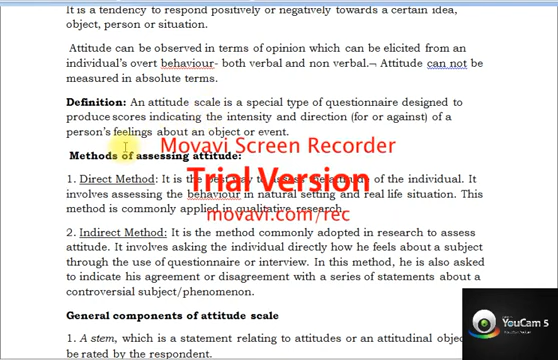 It is a tendency to respond positively or negatively towards a certain idea,
object, person or situation.
Attitude can be observed in terms of opinion which can be elicited from an
individual's overt behaviour- both verbal and non verbal.¬ Attitude can not be
measured in absolute terms.
Definition: An attitude scale is a special type of questionnaire designed to
produce scores indicating the intensity and direction (for or against) of a
person's feelings about an object or event.
Movavi Screen Recorder
Methods of assessing attitude:
Trial Version
1. Direct Method: It is the best way to assess the attitude of the individual. It
involves assessing the behaviour in natural setting and real life situation. This
movavi.com/rec
method is commonly applied in qualitative research.
2. Indirect Method: It is the method commonly adopted in research to assess
attitude. It involves asking the individual directly how he feels about a subject
through the use of questionnaire or interview. In this method, he is also asked
to indicate his agreement or disagreement with a series of statements about a
controversial subject/phenomenon.
YouCam 5
General components of attitude scale
1. A stem, which is a statement relating to attitudes or an attitudinal
be rated by the respondent.